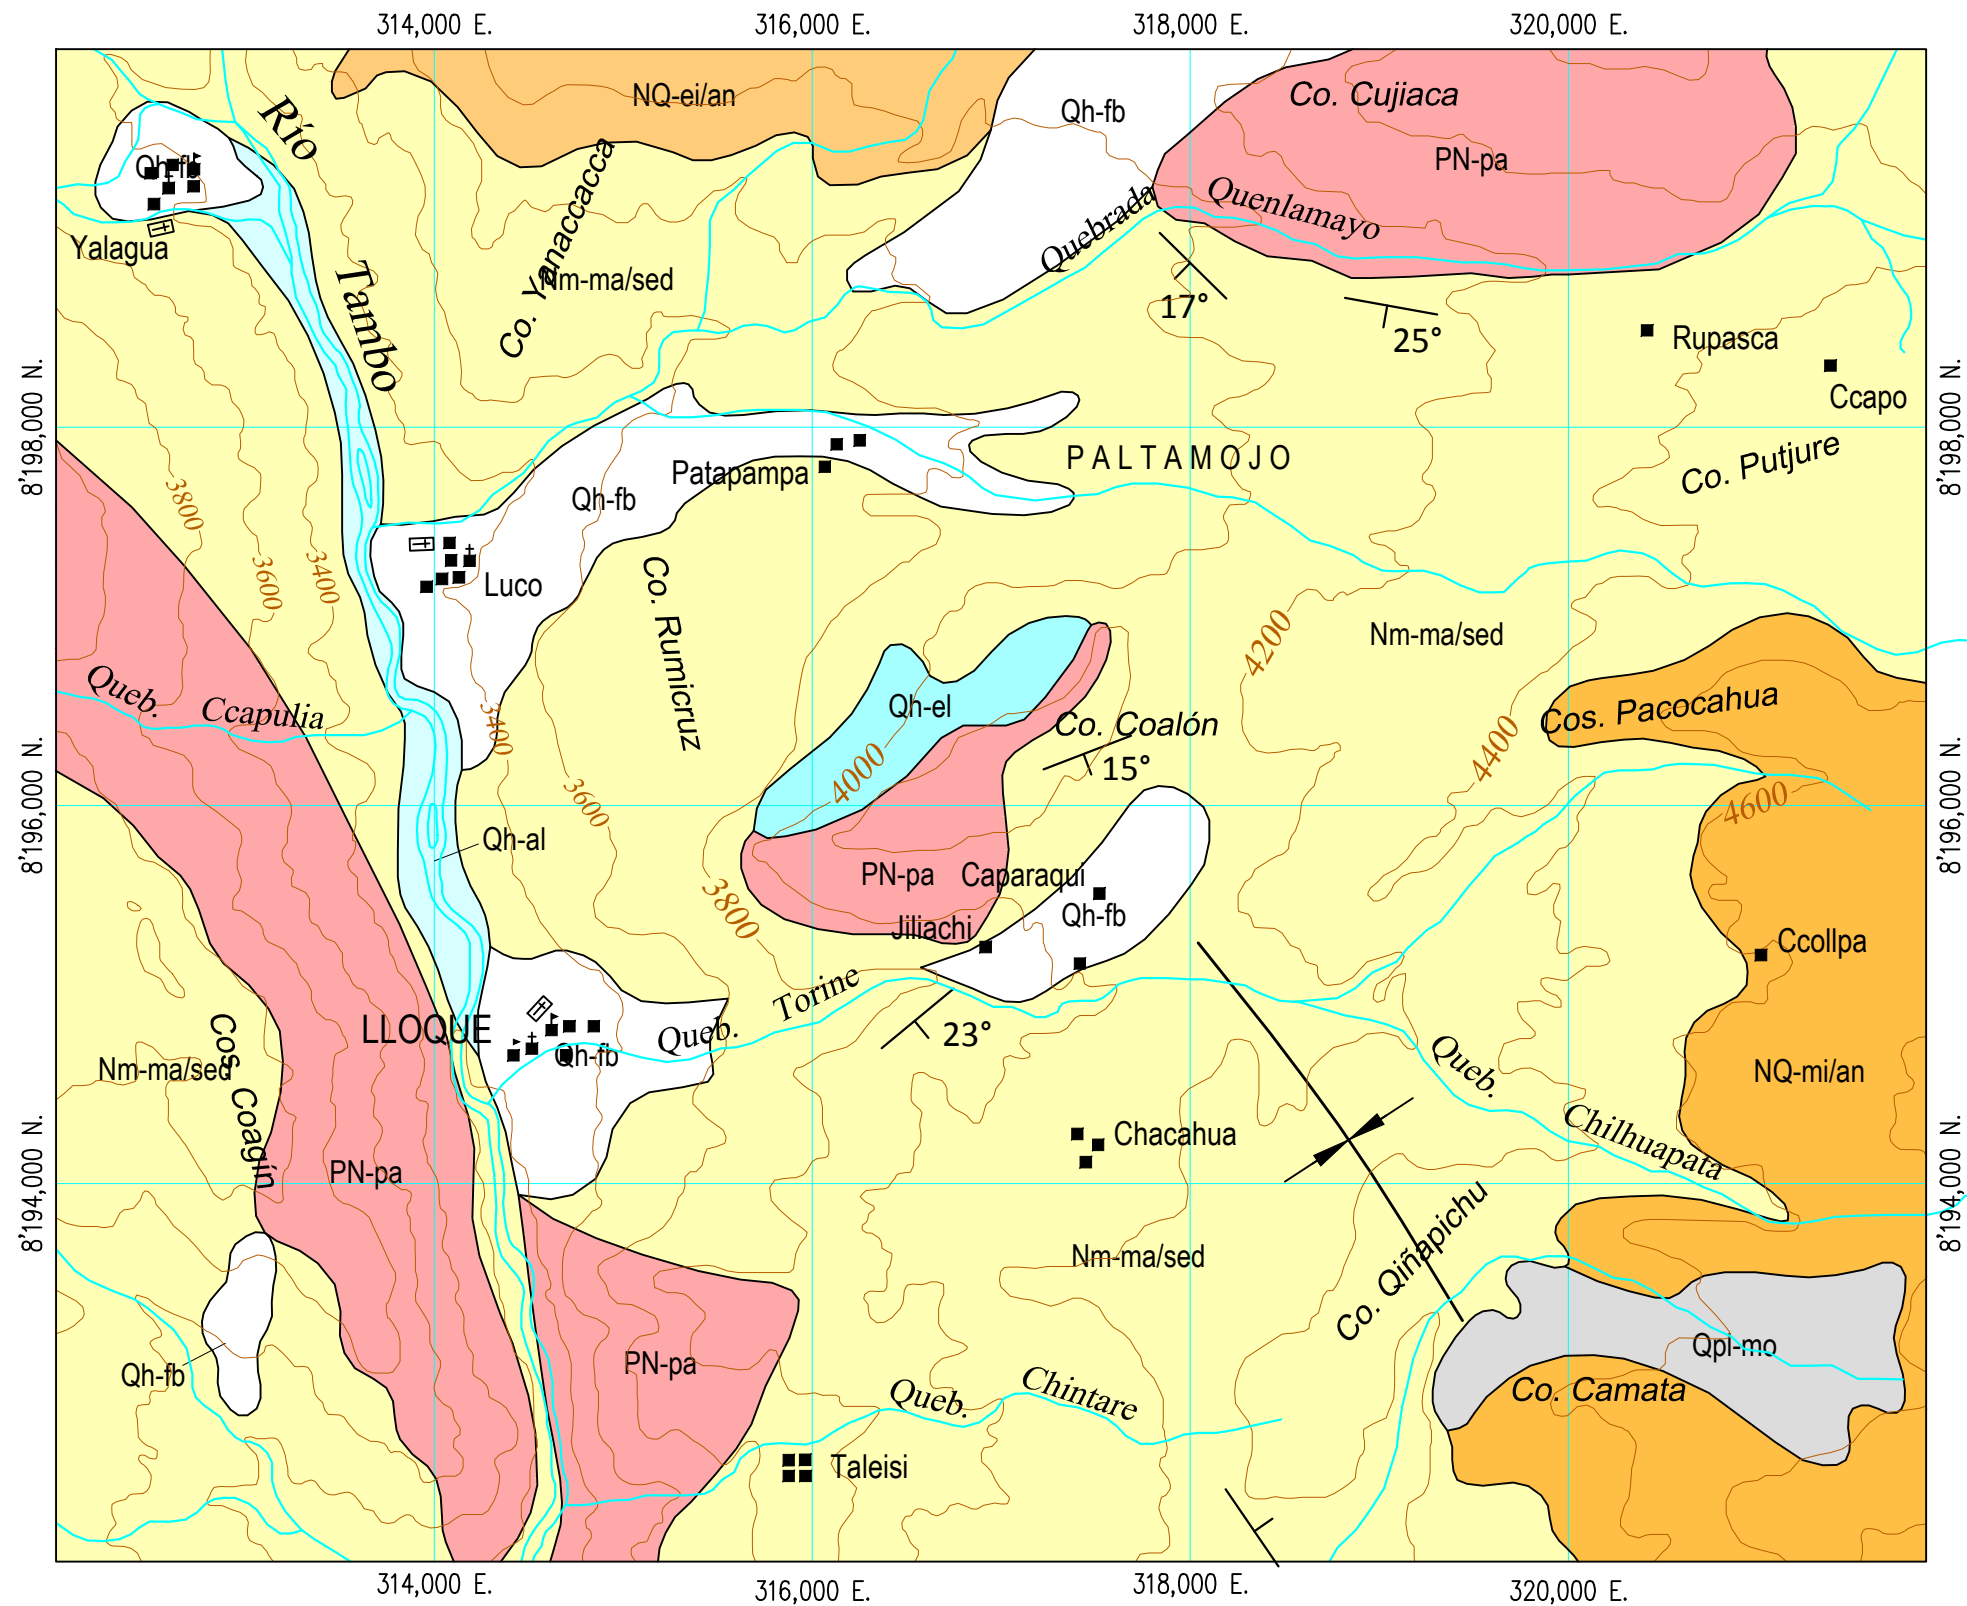 314,000 E.
316,000 E.
318,000 E.
320,000 E.
Río
Tambo
NQ-ei/an
Qh-fb
Co. Cujiaca
PN-pa
Qh-fb
Yalagua
Co. Yanaccacca
Nm-ma/sed
Quebrada
Quenlamayo
17°
25°
Rupasca
Ccapo
8'198,000 N.
8'198,000 N.
PALTAMOJO
Co. Putjure
Patapampa
Qh-fb
3800
3600
3400
Luco
Co. Rumicruz
4200
Nm-ma/sed
Queb.
Ccapulia
3400
Qh-el
Co. Coalón
Cos. Pacocahua
4400
4000
15°
3600
4600
8'196,000 N.
8'196,000 N.
Qh-al
PN-pa
Caparaqui
3800
Jiliachi
Qh-fb
Ccollpa
Torine
Queb.
LLOQUE
Qh-fb
23°
Nm-ma/sed
Cos. Coagín
Queb.
Chilhuapata
NQ-mi/an
Chacahua
8'194,000 N.
8'194,000 N.
PN-pa
Nm-ma/sed
Co. Qiñapichu
Qh-fb
PN-pa
Qpl-mo
Co. Camata
Queb.
Chintare
Taleisi
314,000 E.
316,000 E.
318,000 E.
320,000 E.